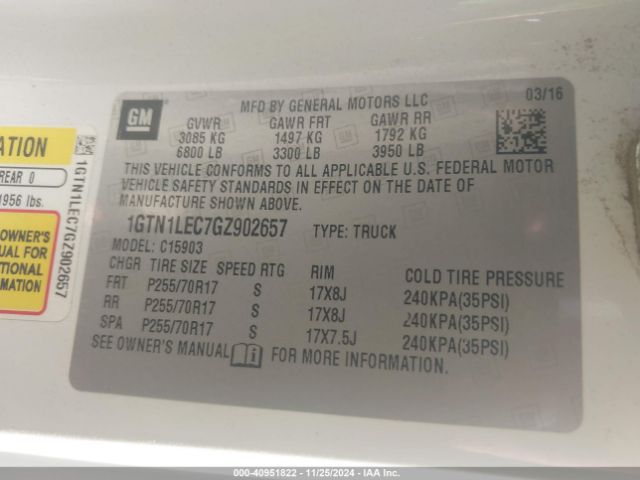 GM
MFD BY GENERAL MOTORS LLC 03/16
GVWR GAWR FRT GAWR RR
3085 KG 1497 KG 1792 KG
6800 LB 3300 LB 3950 LB
THIS VEHICLE CONFORMS TO ALL APPLICABLE U.S. FEDERAL MOTOR
VEHICLE SAFETY STANDARDS IN EFFECT ON THE DATE OF
MANUFACTURE SHOWN ABOVE.
1GTN1LEC7GZ902657 TYPE: TRUCK
MODEL: C15903
CHGR TIRE SIZE SPEED RTG RIM COLD TIRE PRESSURE
FRT P255/70R17 S 17X8J 240KPA(35PSI)
RR P255/70R17 S 17X8J 240KPA(35PSI)
SPA P255/70R17 S 17X7.5J 240KPA(35PSI)
SEE OWNER'S MANUAL FOR MORE INFORMATION.
ATION
REAR 0
1956 lbs.
OWNER'S
UAL FOR
TIONAL
RMATION
1GTN1LEC7GZ902657
000-40951822 - 11/25/2024 - IAA Inc.